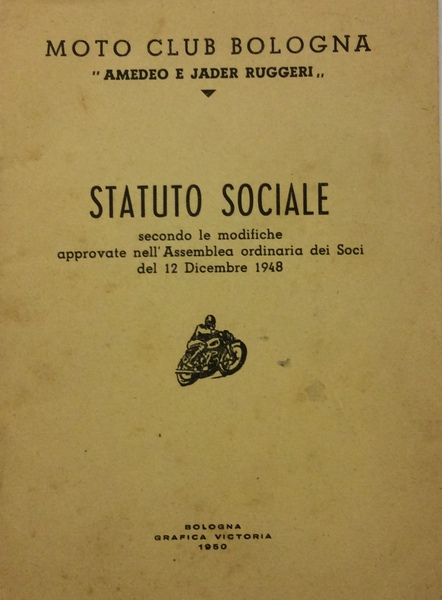 MOTO CLUB BOLOGNA
" AMEDEO E JADER RUGGERI „
STATUTO SOCIALE
secondo le modifiche
approvate nell'Assemblea ordinaria dei Soci
del 12 Dicembre 1948
BOLOGNA
GRAFICA VICTORIA
1950